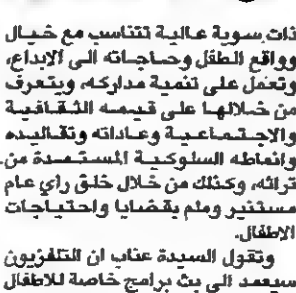 ذات سوية عالية تتناسب مع خيال
وواقع الطفل وحاجاته الى الابداع،
وتعمل على تنمية مداركه، ويتعرف
من خلالها على قيمه الثقافية
والاجتماعية وعاداته وتقاليده
وانماطه السلوكية المستمدة من
تراثه، وكذلك من خلال خلق راي عام
مستنير وملم بقضايا واحتياجات
الاطفال.
وتقول السيدة عناب ان التلفزيون
سيعمد الى بث برامج خاصة للاطفال